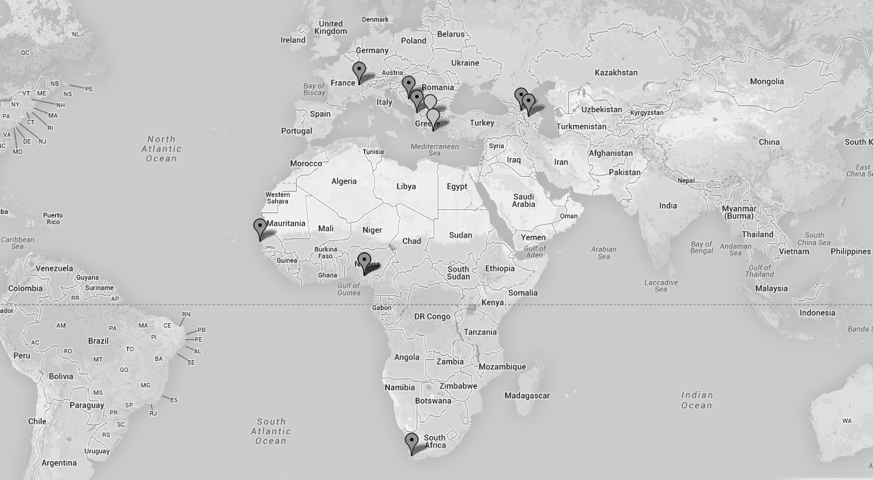 NL
Denmark
United
Kingdom
Belarus
Ireland
Poland
QC
Germany
Ukraine
Kazakhstan
Mongolia
NB
PE
Austria
France
Romania
VT
ME
NS
Bay of
Biscay
Italy
NY
NH
MA
Spain
Uzbekistan
Kyrgyzstan
PA
CT
RI
Greece
Turkey
Turkmenistan
Portugal
VA
NJ
DE
MD
NC
North
Atlantic
Ocean
China
South K
Mediterranean
Sea
Syria
Tunisia
Afghanistan
Morocco
Iraq
Iran
East
China Se
Pakistan
Algeria
Libya
Egypt
Nepal
Western
Sahara
Saudi
Arabia
India
Myanmar
(Burma)
Puerto
Rico
Oman
Mauritania
Mali
Niger
Sudan
Thailand
Caribbean
Sea
Chad
Yemen
Gulf of
Aden
Arabian
Sea
Bay of
Bengal
Andaman
Sea
South
China Sea
Vietnam
Philippines
Burkina
Faso
Guinea
Ghana
South
Sudan
Ethiopia
Gulf of
Thailand
Venezuela
Guyana
Suriname
Colombia
Gulf of
Guinea
Somalia
Laccadive
Sea
Malaysia
RR
AP
Gabon
Kenya
DR Congo
Indonesia
AM
PA
MA
CE
RN
PB
PE
AL
SE
Banda S
Brazil
PI
TO
Tanzania
AC
RO
MT
BA
Peru
Angola
Zambia
Mozambique
GO
Bolivia
MG
Namibia
Zimbabwe
Madagascar
MS
ES
Botswana
Indian
Ocean
Paraguay
SP
PR
RJ
SC
Chile
South
Atlantic
Ocean
WA
RS
South
Africa
Uruguay
Argentina